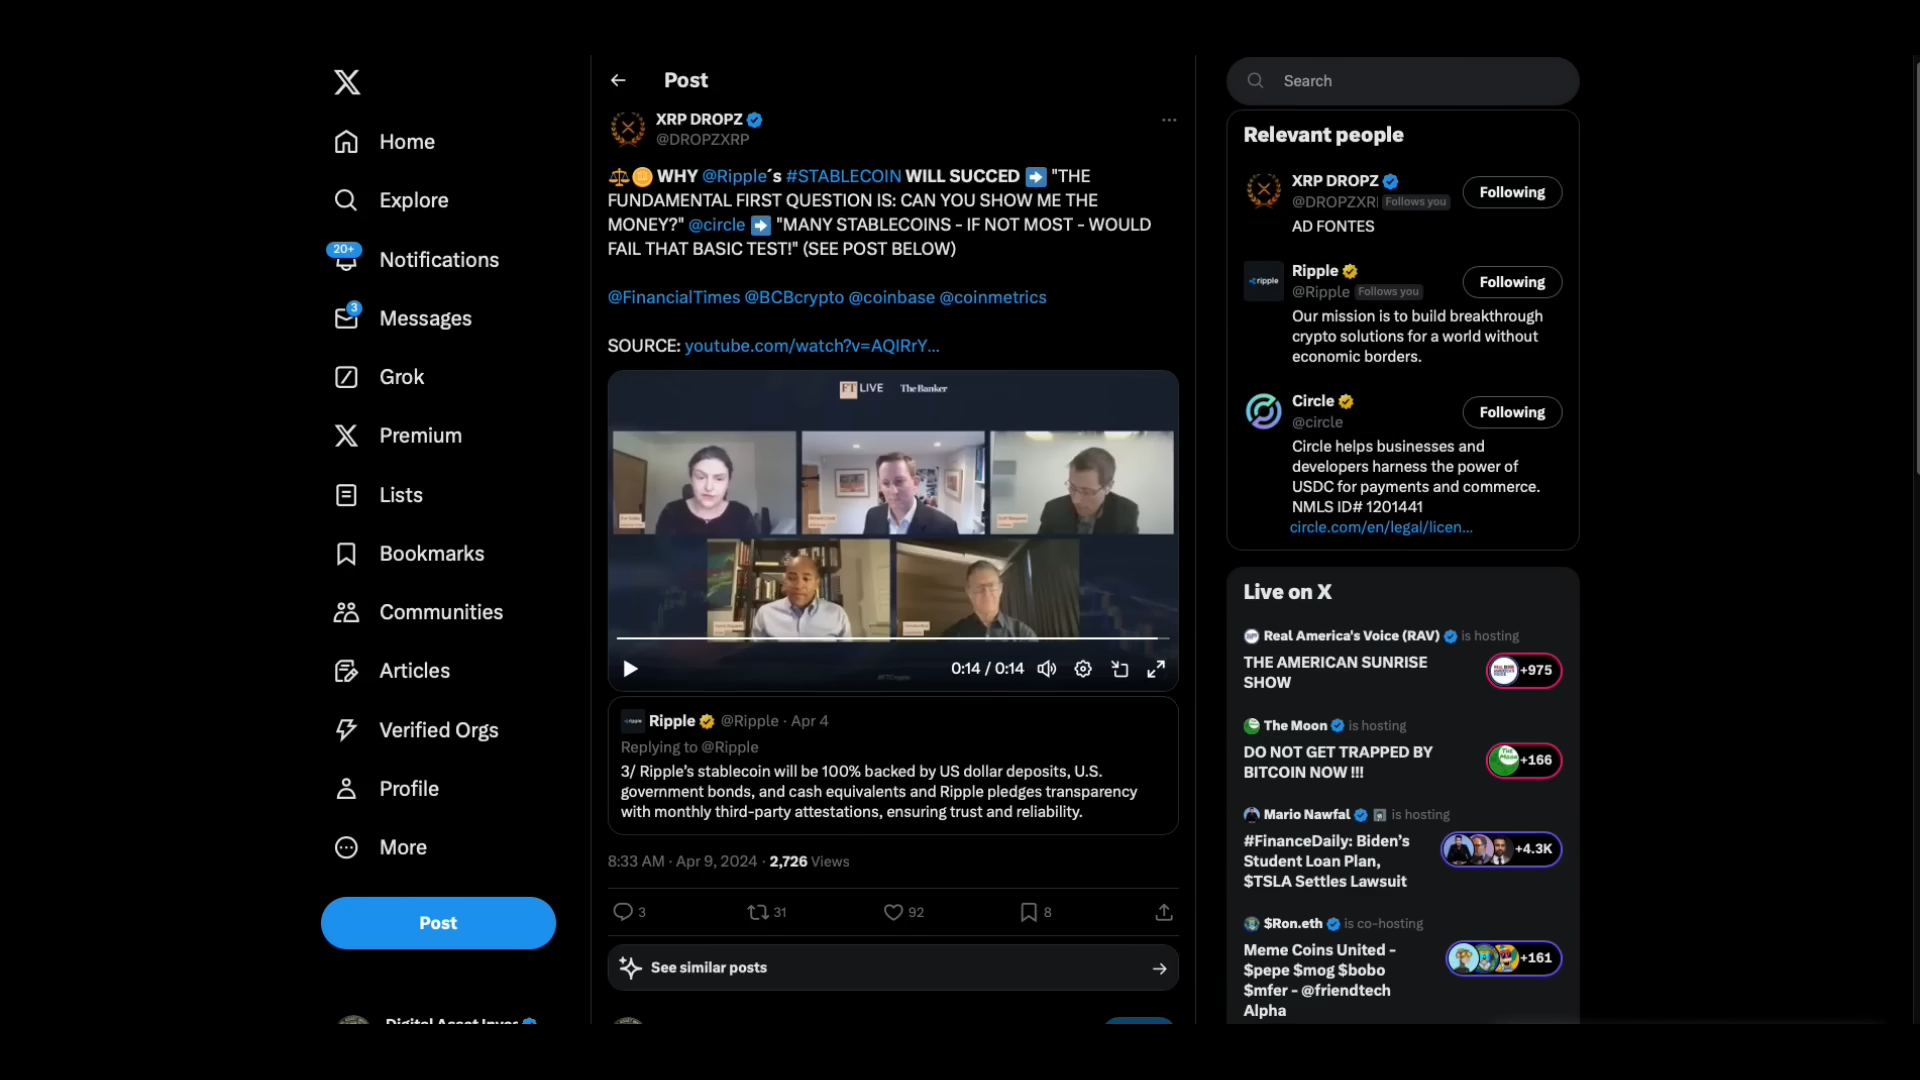 Home
Explore
20+
Notifications
3
Messages
Grok
Premium
Lists
Bookmarks
Communities
Articles
Verified Orgs
Profile
More
Post
Post
XRP DROPZ
@DROPZXRP
WHY @Ripple´s #STABLECOIN WILL SUCCED "THE
FUNDAMENTAL FIRST QUESTION IS: CAN YOU SHOW ME THE
MONEY?" @circle "MANY STABLECOINS - IF NOT MOST - WOULD
FAIL THAT BASIC TEST!" (SEE POST BELOW)
@FinancialTimes @BCBcrypto @coinbase @coinmetrics
SOURCE: youtube.com/watch?v=AQIRrY...
FT LIVE The Banker
0:14 / 0:14
Ripple @Ripple · Apr 4
Replying to @Ripple
3/ Ripple's stablecoin will be 100% backed by US dollar deposits, U.S.
government bonds, and cash equivalents and Ripple pledges transparency
with monthly third-party attestations, ensuring trust and reliability.
8:33 AM · Apr 9, 2024 · 2,726 Views
3 31 92 8
See similar posts
Search
Relevant people
XRP DROPZ
@DROPZXR Follows you
Following
AD FONTES
Ripple
@Ripple Follows you
Following
Our mission is to build breakthrough
crypto solutions for a world without
economic borders.
Circle
@circle
Following
Circle helps businesses and
developers harness the power of
USDC for payments and commerce.
NMLS ID# 1201441
circle.com/en/legal/licen...
Live on X
Real America's Voice (RAV) is hosting
THE AMERICAN SUNRISE
SHOW
+975
The Moon is hosting
DO NOT GET TRAPPED BY
BITCOIN NOW !!!
+166
Mario Nawfal is hosting
#FinanceDaily: Biden's
Student Loan Plan,
$TSLA Settles Lawsuit
+4.3K
$Ron.eth is co-hosting
Meme Coins United -
$pepe $mog $bobo
$mfer - @friendtech
Alpha
+161